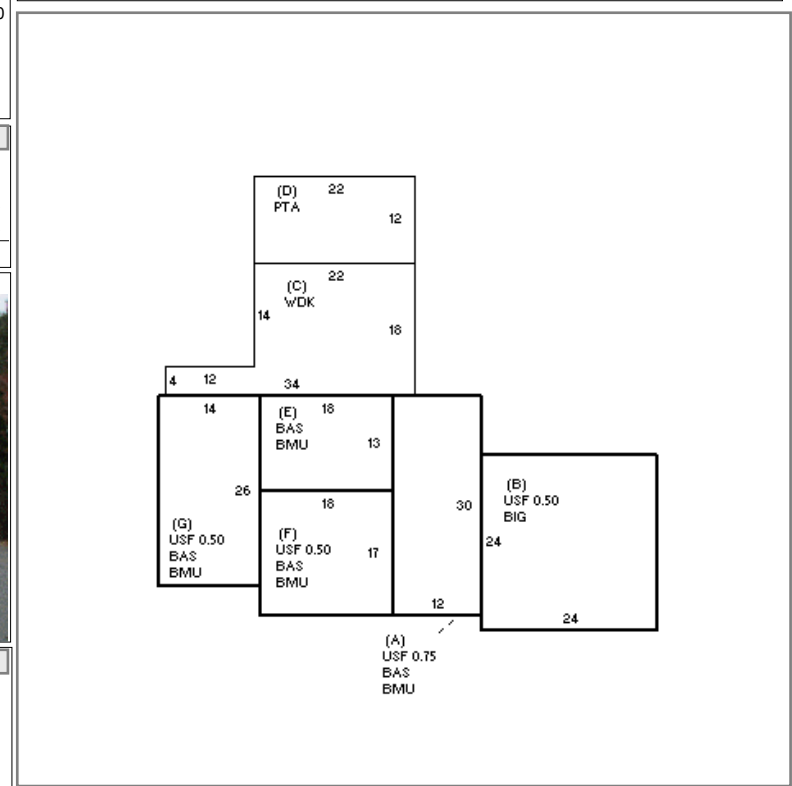 (D)
PTA
22
12
22
(C)
WDK
14
18
4
12
34
14
26
(G)
USF 0.50
BAS
BMU
(E)
BAS
BMU
18
13
18
(F)
USF 0.50
BAS
BMU
17
30
12
(A)
USF 0.75
BAS
BMU
(B)
USF 0.50
BIG
24
24